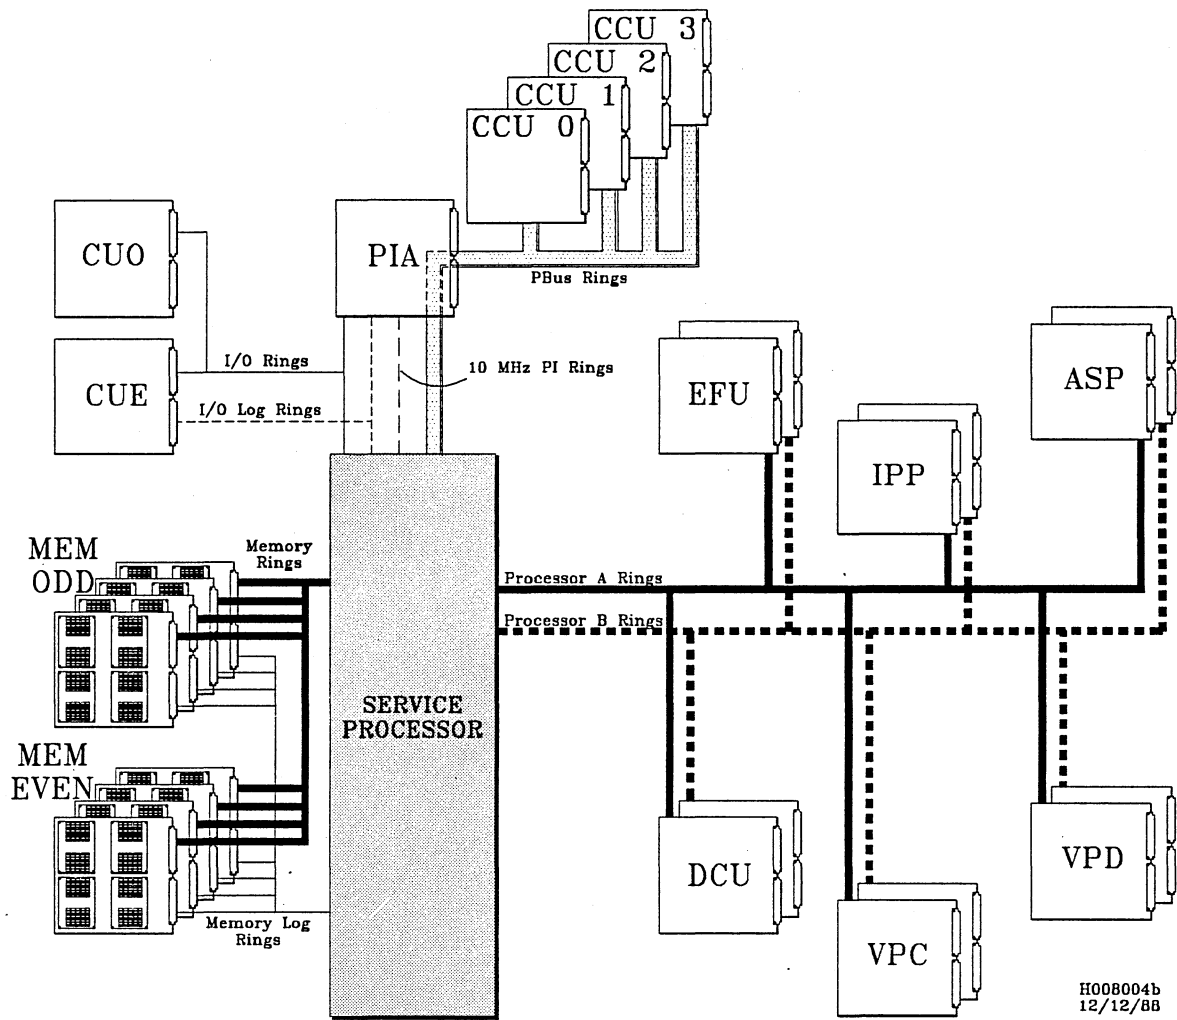 CCU 3
CCU 2
CCU 1
CCU 0
CUO
PIA
PBus Rings
CUE
I/O Rings
10 MHz PI Rings
I/O Log Rings
EFU
ASP
IPP
MEM
ODD
Memory
Rings
Processor A Rings
Processor B Rings
SERVICE
PROCESSOR
MEM
EVEN
DCU
VPD
VPC
Memory Log
Rings
H008004b
12/12/88